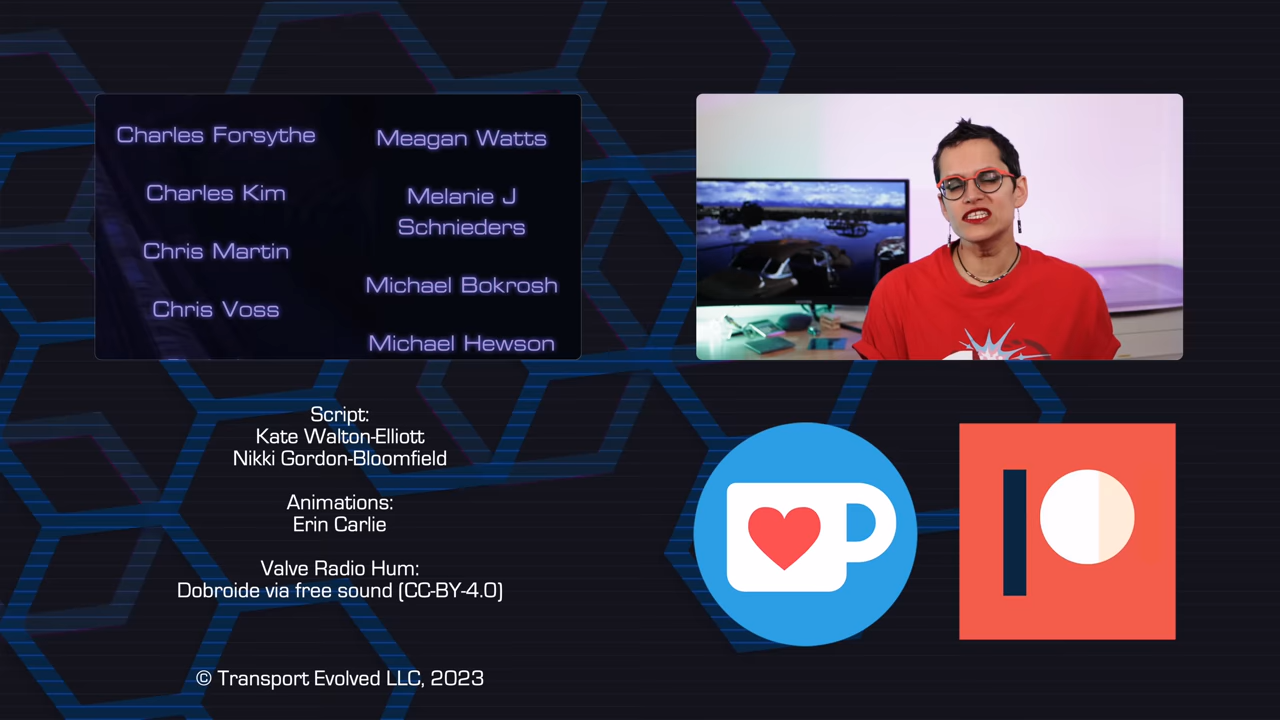 Charles Forsythe
Charles Kim
Chris Martin
Chris Voss
Meagan Watts
Melanie J
Schnieders
Michael Bokrosh
Michael Hewson
Script:
Kate Walton-Elliott
Nikki Gordon-Bloomfield
Animations:
Erin Carlie
Valve Radio Hum:
Dobroide via free sound (CC-BY-4.0)
© Transport Evolved LLC, 2023